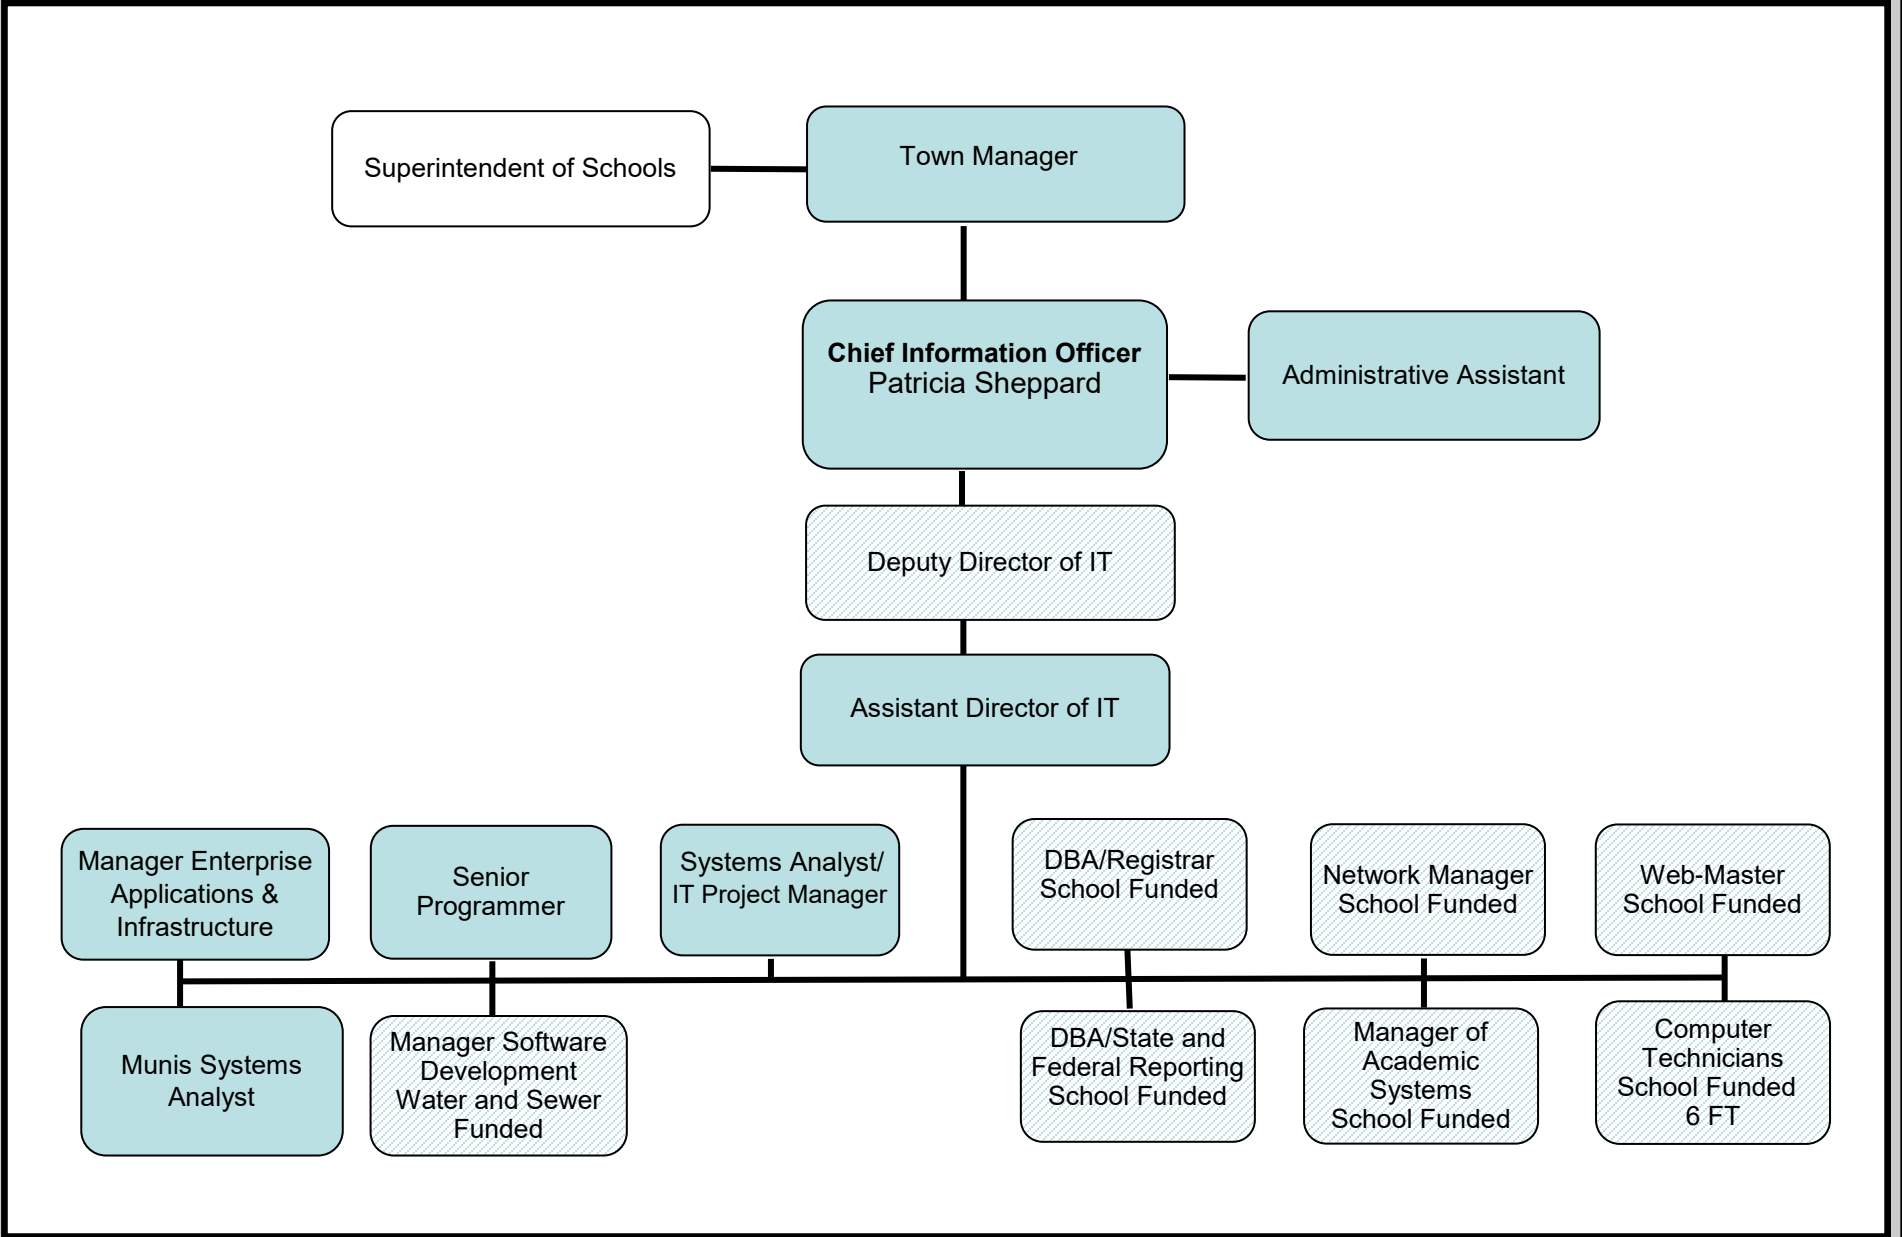 Superintendent of Schools
Town Manager
Chief Information Officer
Patricia Sheppard
Administrative Assistant
Deputy Director of IT
Assistant Director of IT
Manager Enterprise
Applications &
Infrastructure
Senior
Programmer
Systems Analyst/
IT Project Manager
DBA/Registrar
School Funded
Network Manager
School Funded
Web-Master
School Funded
Munis Systems
Analyst
Manager Software
Development
Water and Sewer
Funded
DBA/State and
Federal Reporting
School Funded
Manager of
Academic
Systems
School Funded
Computer
Technicians
School Funded
6 FT